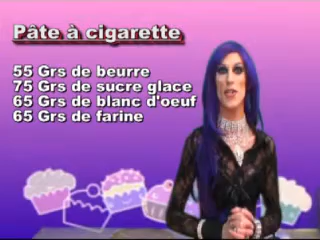 Pâte à cigarette
55 Grs de beurre
75 Grs de sucre glace
65 Grs de blanc d'oeuf
65 Grs de farine